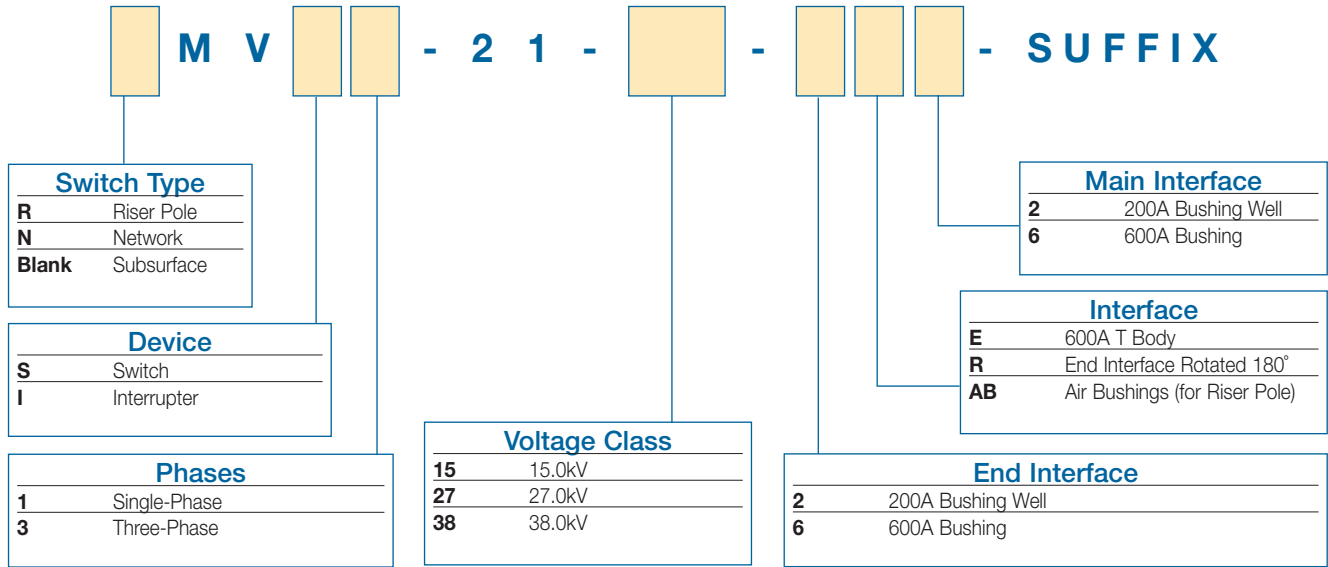 M V - 2 1 - - - SUFFIX
Switch Type
R Riser Pole
N Network
Blank Subsurface
Device
S Switch
I Interrupter
Phases
1 Single-Phase
3 Three-Phase
Voltage Class
15 15.0kV
27 27.0kV
38 38.0kV
Main Interface
2 200A Bushing Well
6 600A Bushing
Interface
E 600A T Body
R End Interface Rotated 180˚
AB Air Bushings (for Riser Pole)
End Interface
2 200A Bushing Well
6 600A Bushing